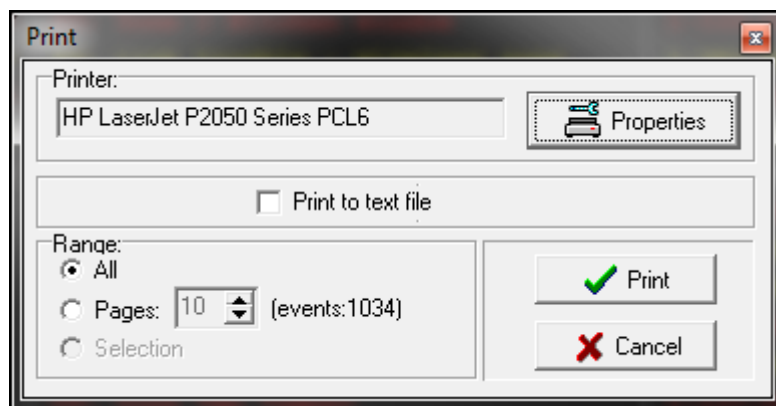 Print
Printer:
HP LaserJet P2050 Series PCL6
Properties
Print to text file
Range:
All
Pages: 10 (events:1034)
Selection
Print
Cancel